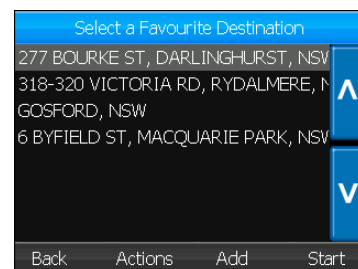 Select a Favourite Destination
277 BOURKE ST, DARLINGHURST, NSW
318-320 VICTORIA RD, RYDALMERE, N
GOSFORD, NSW
6 BYFIELD ST, MACQUARIE PARK, NSW
Back Actions Add Start